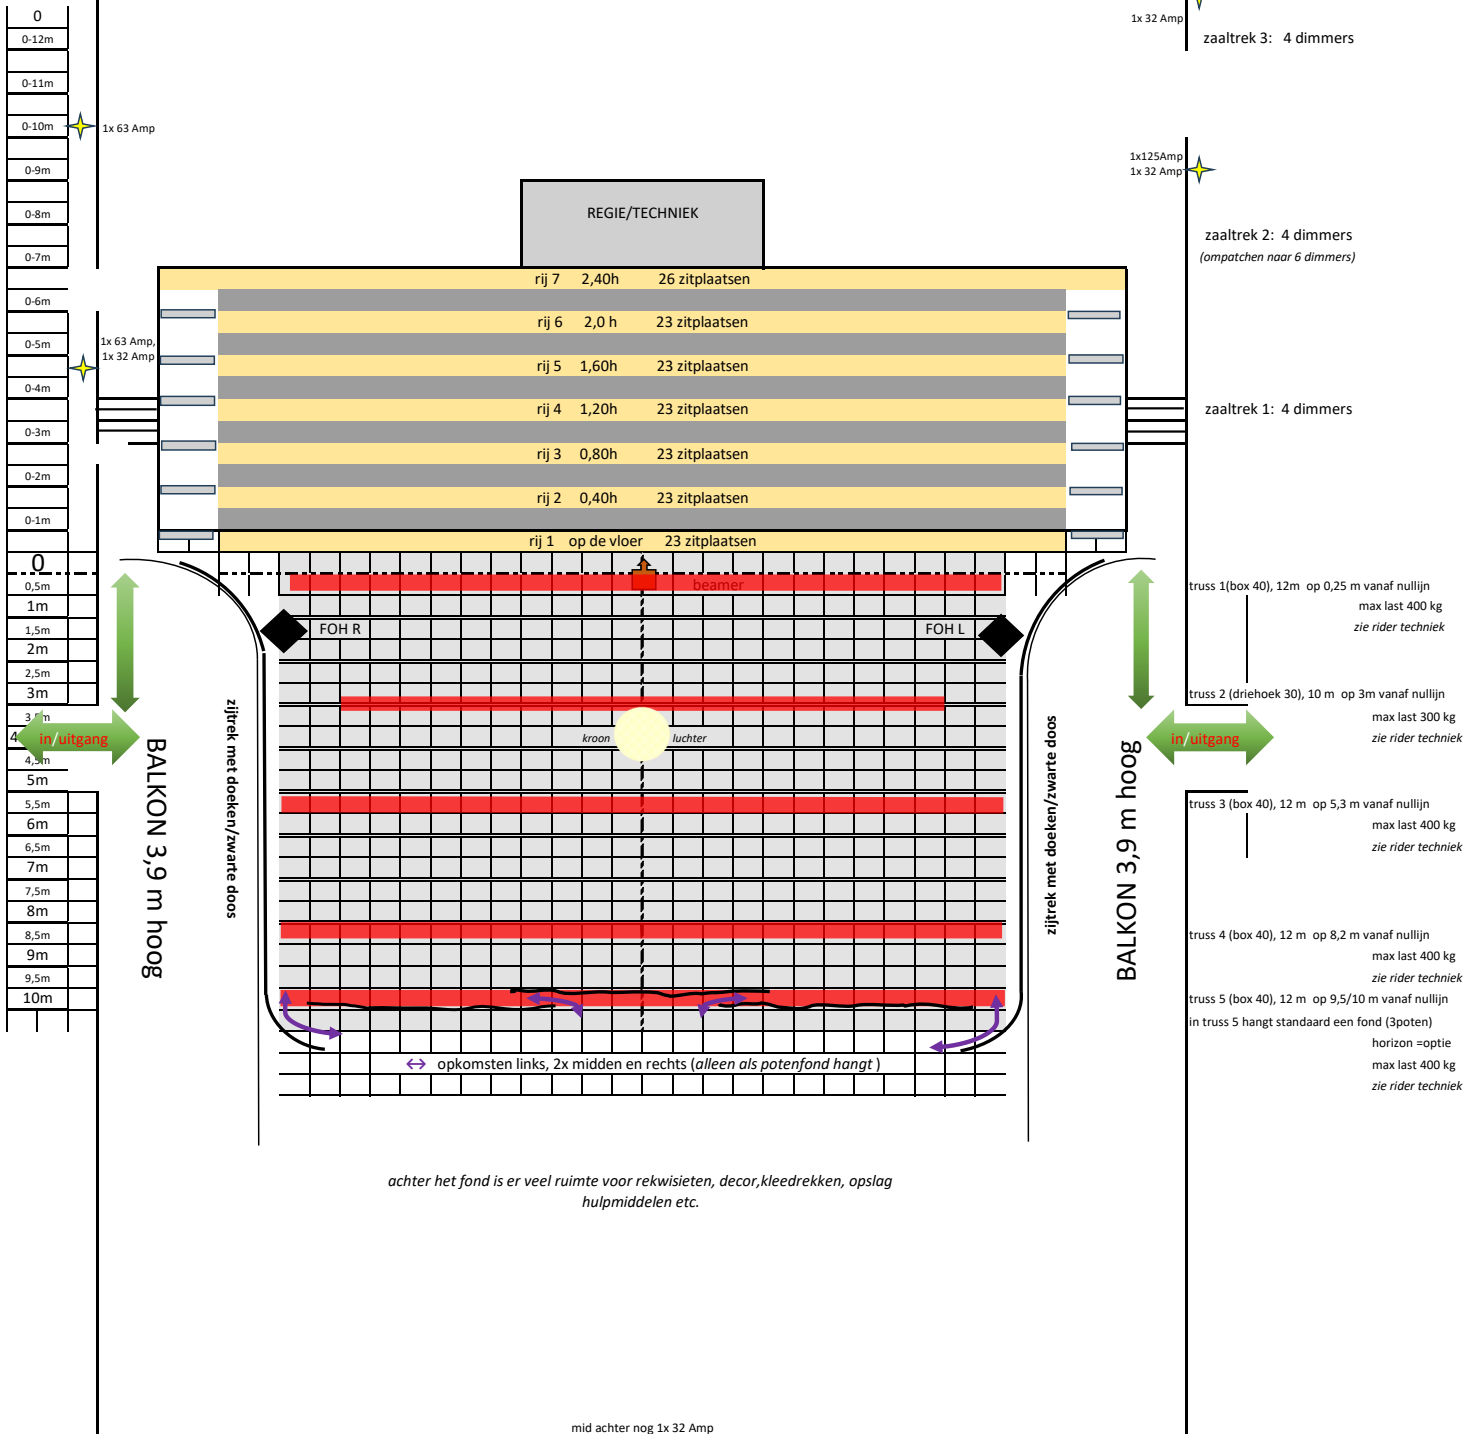 0
0-12m
0-11m
0-10m
0-9m
0-8m
0-7m
0-6m
0-5m
0-4m
0-3m
0-2m
0-1m
0
0,5m
1m
1,5m
2m
2,5m
3m
4,5m
5m
5,5m
6m
6,5m
7m
7,5m
8m
8,5m
9m
9,5m
10m
1x 63 Amp
1x 63 Amp,
1x 32 Amp
1x 32 Amp
zaaltrek 3: 4 dimmers
1x125Amp
1x 32 Amp
zaaltrek 2: 4 dimmers
(ompatchen naar 6 dimmers)
zaaltrek 1: 4 dimmers
REGIE/TECHNIEK
rij 7 2,40h 26 zitplaatsen
rij 6 2,0 h 23 zitplaatsen
rij 5 1,60h 23 zitplaatsen
rij 4 1,20h 23 zitplaatsen
rij 3 0,80h 23 zitplaatsen
rij 2 0,40h 23 zitplaatsen
rij 1 op de vloer 23 zitplaatsen
beamer
FOH R
FOH L
kroon luchter
in/uitgang
in/uitgang
BALKON 3,9 m hoog
zijtrek met doeken/zwarte doos
zijtrek met doeken/zwarte doos
BALKON 3,9 m hoog
truss 1(box 40), 12m op 0,25 m vanaf nullijn
max last 400 kg
zie rider techniek
truss 2 (driehoek 30), 10 m op 3m vanaf nullijn
max last 300 kg
zie rider techniek
truss 3 (box 40), 12 m op 5,3 m vanaf nullijn
max last 400 kg
zie rider techniek
truss 4 (box 40), 12 m op 8,2 m vanaf nullijn
max last 400 kg
zie rider techniek
truss 5 (box 40), 12 m op 9,5/10 m vanaf nullijn
in truss 5 hangt standaard een fond (3poten)
horizon =optie
max last 400 kg
zie rider techniek
opkomsten links, 2x midden en rechts (alleen als potenfond hangt )
achter het fond is er veel ruimte voor rekwisieten, decor,kleedrekken, opslag
hulpmiddelen etc.
mid achter nog 1x 32 Amp